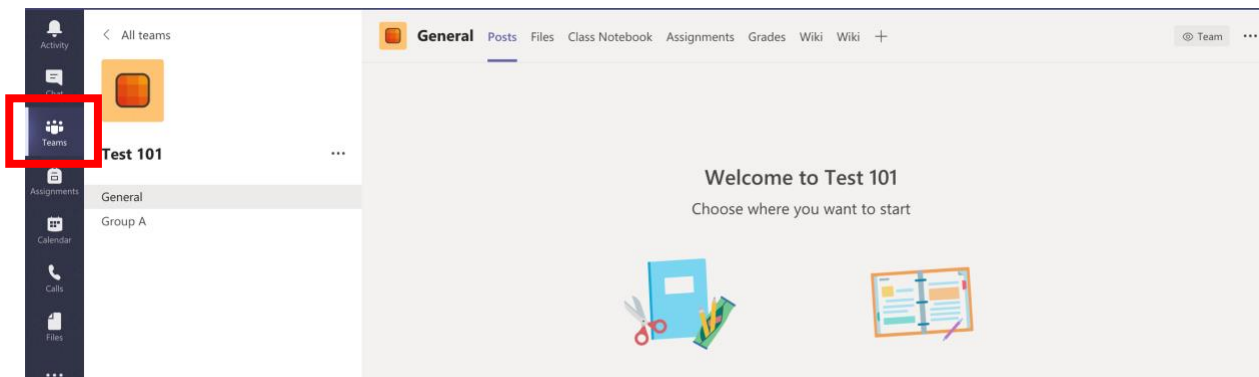 Activity
Chat
Teams
Assignments
Calendar
Calls
Files
All teams
Test 101
General
Group A
General Posts Files Class Notebook Assignments Grades Wiki Wiki
Team
Welcome to Test 101
Choose where you want to start